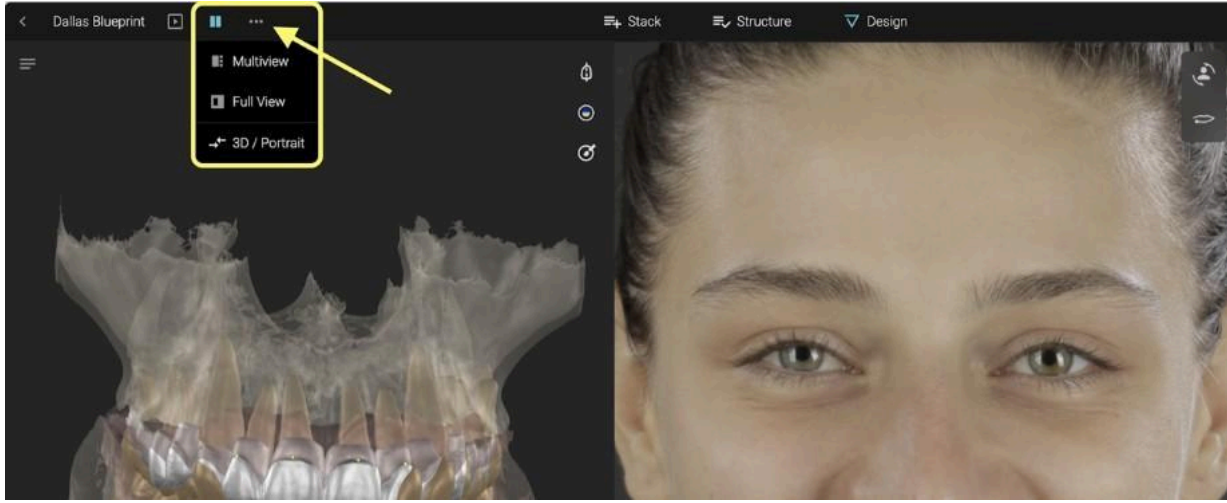 Dallas Blueprint
Stack
Structure
Design
Multiview
Full View
3D / Portrait